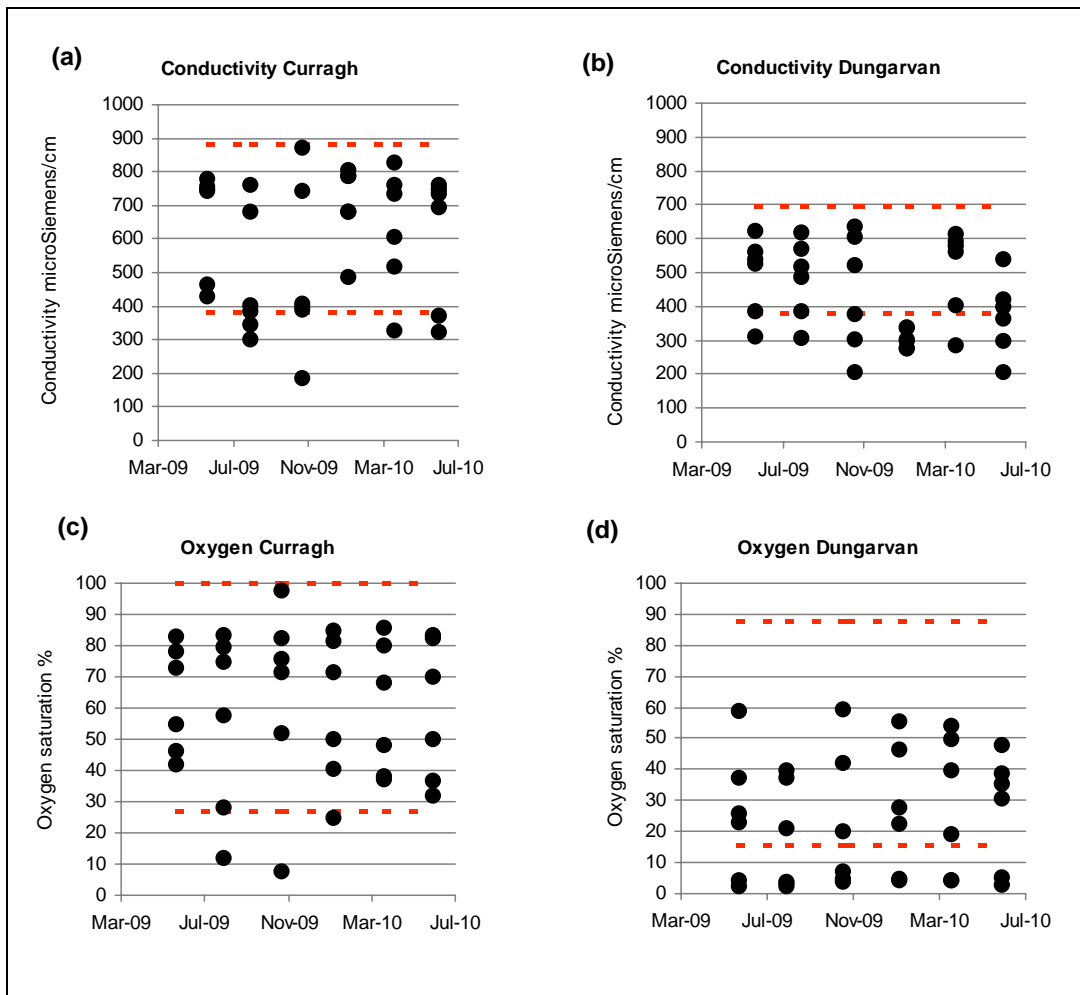 (a)
Conductivity Curragh
Conductivity microSiemens/cm
1000
900
800
700
600
500
400
300
200
100
0
Mar-09 Jul-09 Nov-09 Mar-10 Jul-10
(b)
Conductivity Dungarvan
Conductivity microSiemens/cm
1000
900
800
700
600
500
400
300
200
100
0
Mar-09 Jul-09 Nov-09 Mar-10 Jul-10
(c)
Oxygen Curragh
Oxygen saturation %
100
90
80
70
60
50
40
30
20
10
0
Mar-09 Jul-09 Nov-09 Mar-10 Jul-10
(d)
Oxygen Dungarvan
Oxygen saturation %
100
90
80
70
60
50
40
30
20
10
0
Mar-09 Jul-09 Nov-09 Mar-10 Jul-10